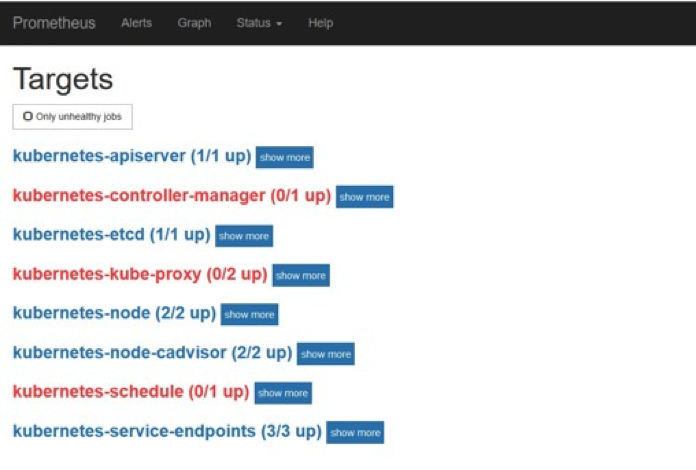 Prometheus Alerts Graph Status Help
Targets
Only unhealthy jobs
kubernetes-apiserver (1/1 up) show more
kubernetes-controller-manager (0/1 up) show more
kubernetes-etcd (1/1 up) show more
kubernetes-kube-proxy (0/2 up) show more
kubernetes-node (2/2 up) show more
kubernetes-node-cadvisor (2/2 up) show more
kubernetes-schedule (0/1 up) show more
kubernetes-service-endpoints (3/3 up) show more